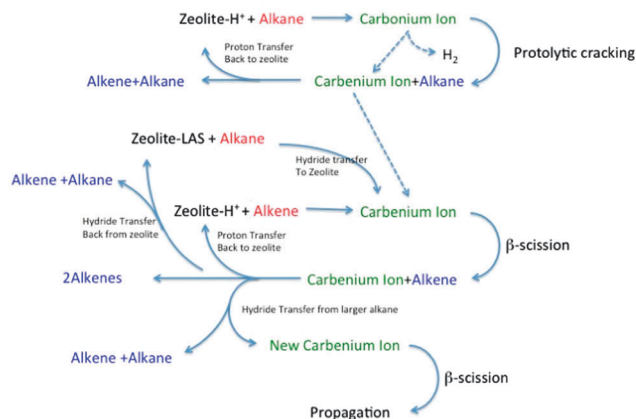 Zeolite-H⁺ + Alkane
Carbonium Ion
H₂
Protolytic cracking
Proton Transfer
Back to zeolite
Alkene+Alkane
Carbenium Ion+Alkane
Zeolite-LAS + Alkane
Hydride transfer
To Zeolite
Alkene +Alkane
Zeolite-H⁺ + Alkene
Carbenium Ion
Hydride Transfer
Back from zeolite
Proton Transfer
Back to zeolite
β-scission
2Alkenes
Carbenium Ion+Alkene
Hydride Transfer from larger alkane
Alkene +Alkane
New Carbenium Ion
β-scission
Propagation